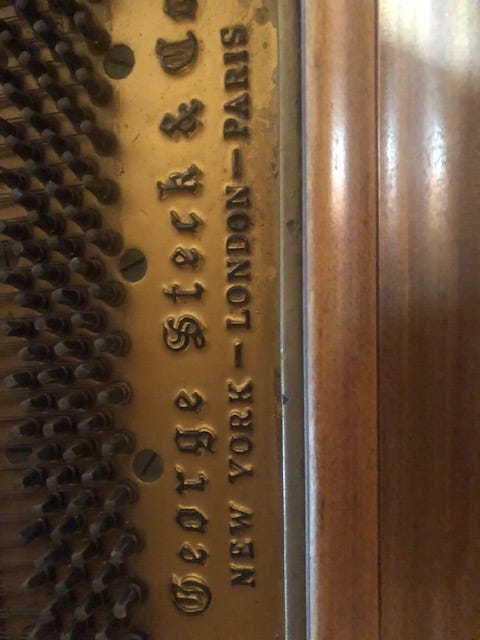 George Steck & Co
NEW YORK – LONDON – PARIS